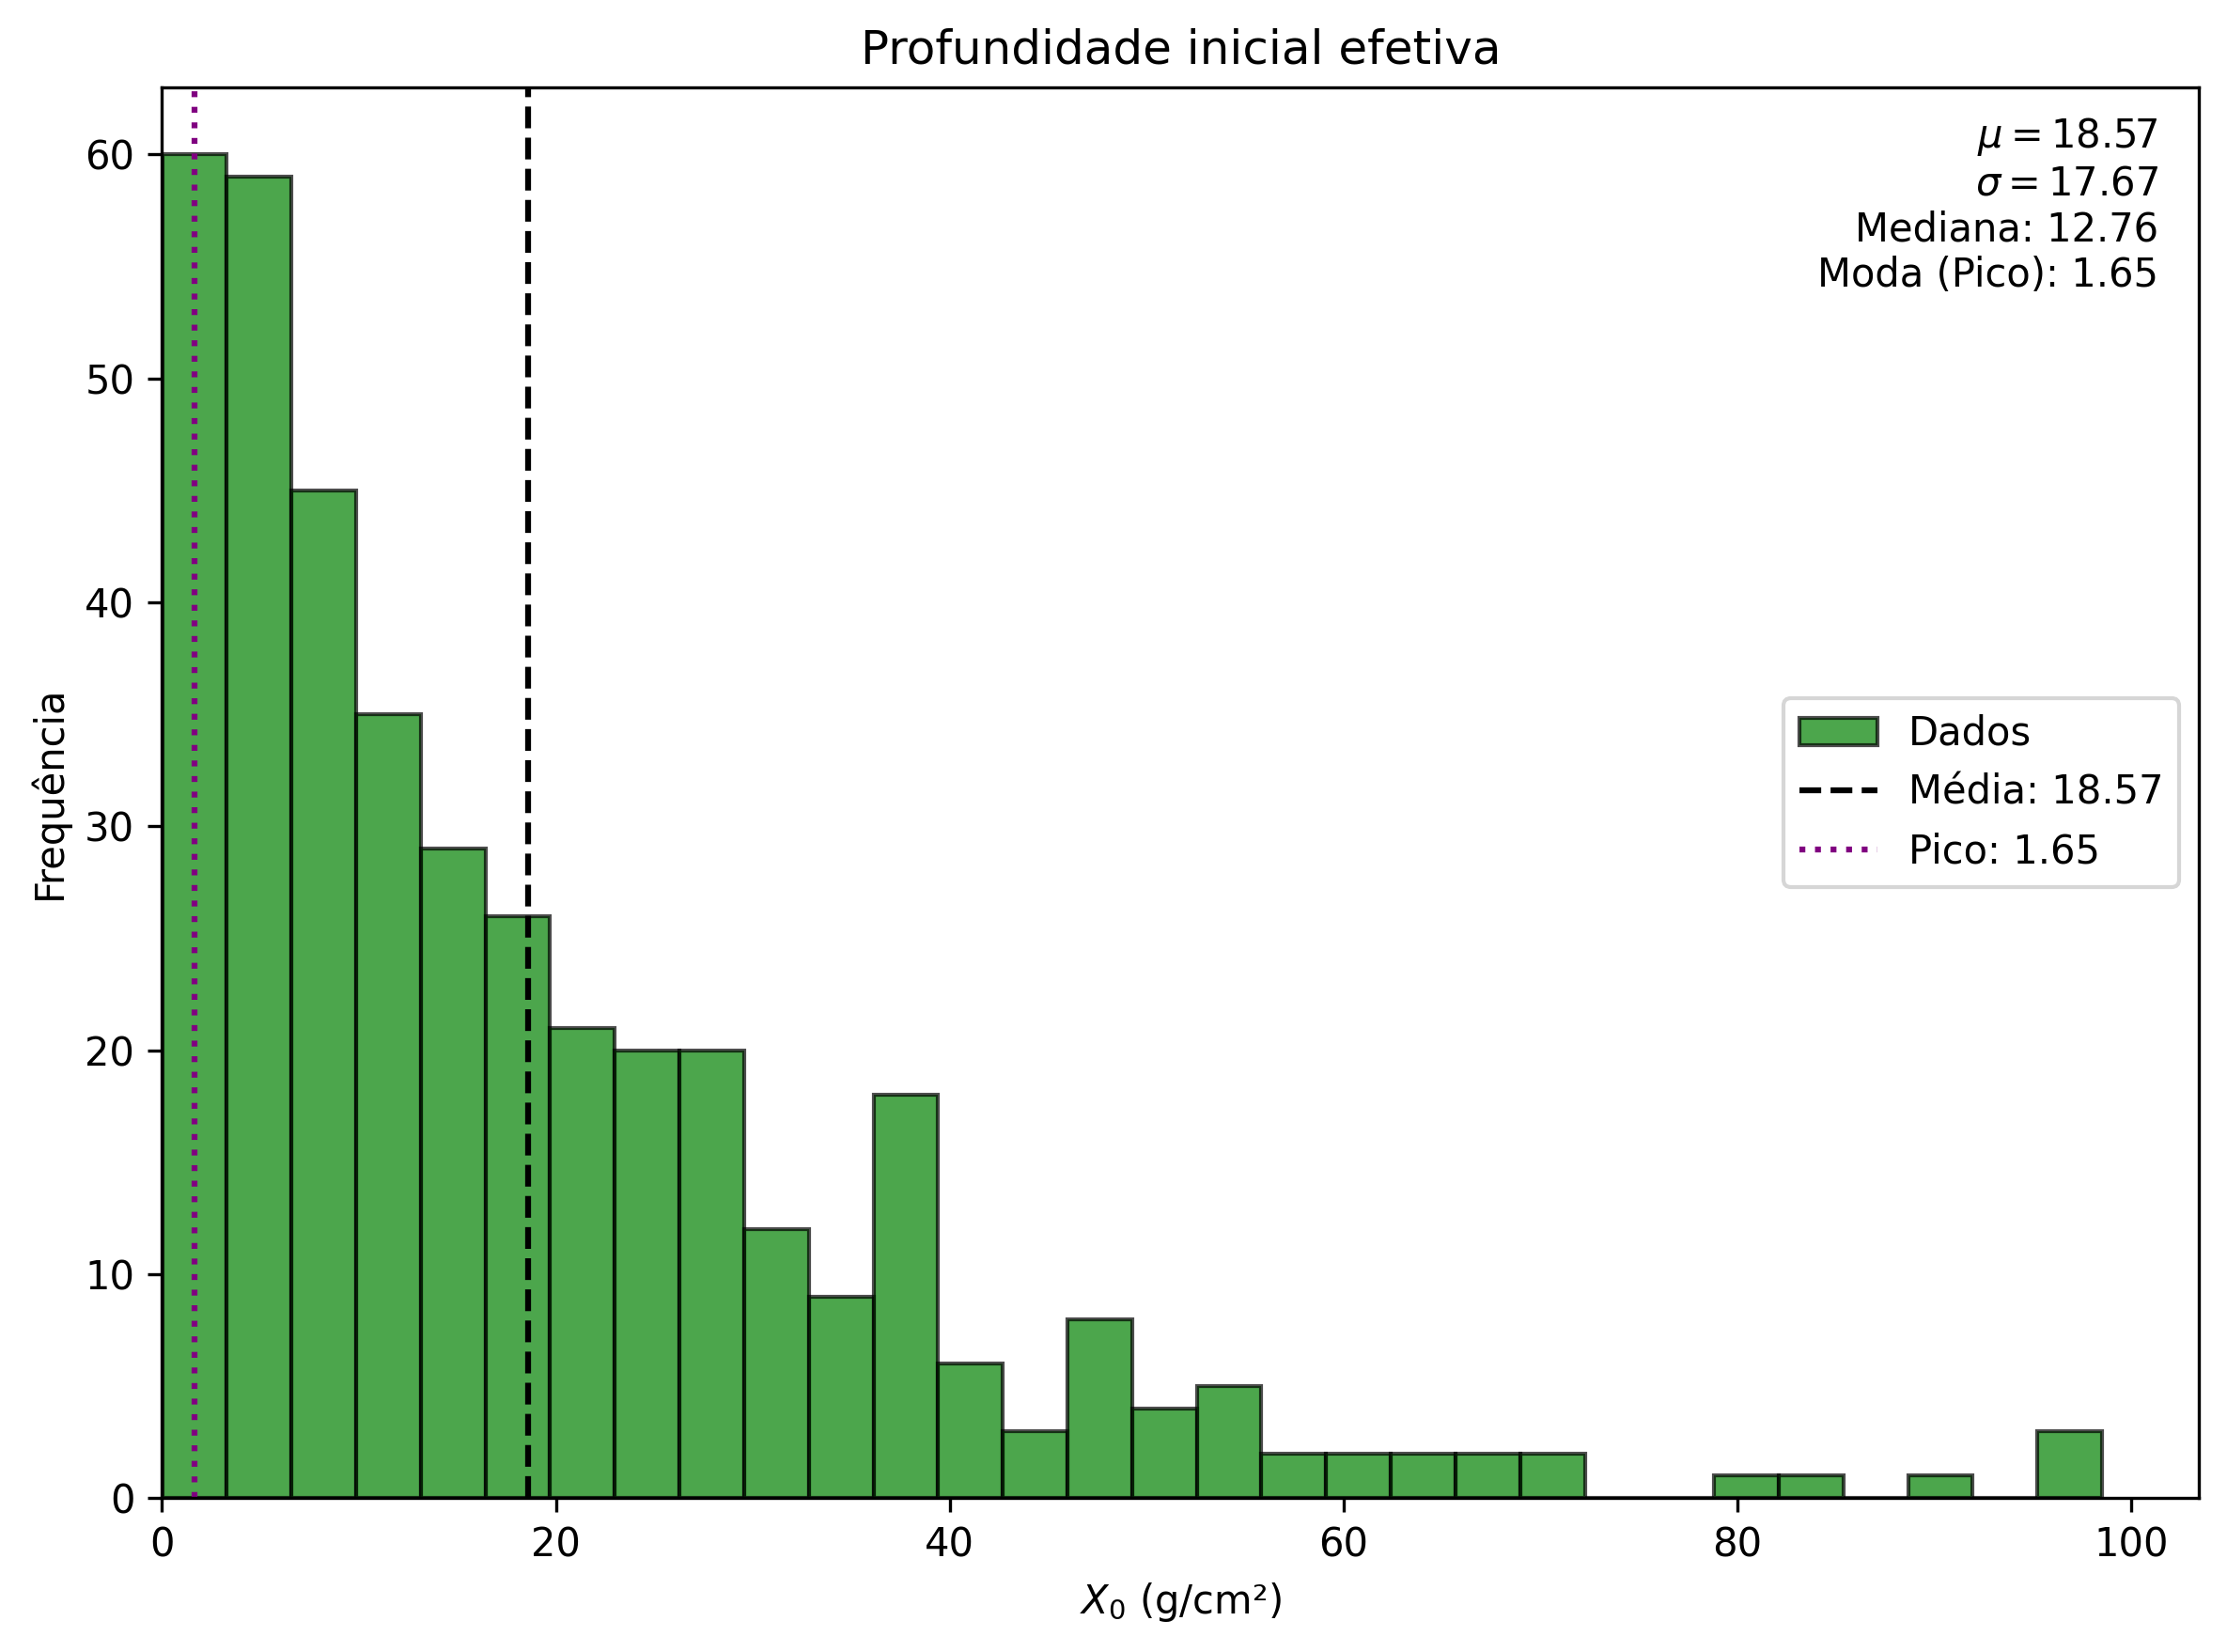 Profundidade inicial efetiva
μ = 18.57
σ = 17.67
Mediana: 12.76
Moda (Pico): 1.65
Frequência
60
50
40
30
20
10
0
Dados
Média: 18.57
Pico: 1.65
0 20 40 60 80 100
X₀ (g/cm²)